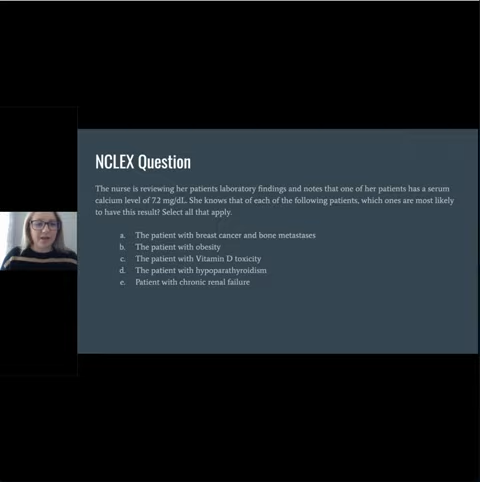 NCLEX Question
The nurse is reviewing her patients laboratory findings and notes that one of her patients has a serum
calcium level of 7.2 mg/dL. She knows that of each of the following patients, which ones are most likely
to have this result? Select all that apply.
a. The patient with breast cancer and bone metastases
b. The patient with obesity
c. The patient with Vitamin D toxicity
d. The patient with hypoparathyroidism
e. Patient with chronic renal failure